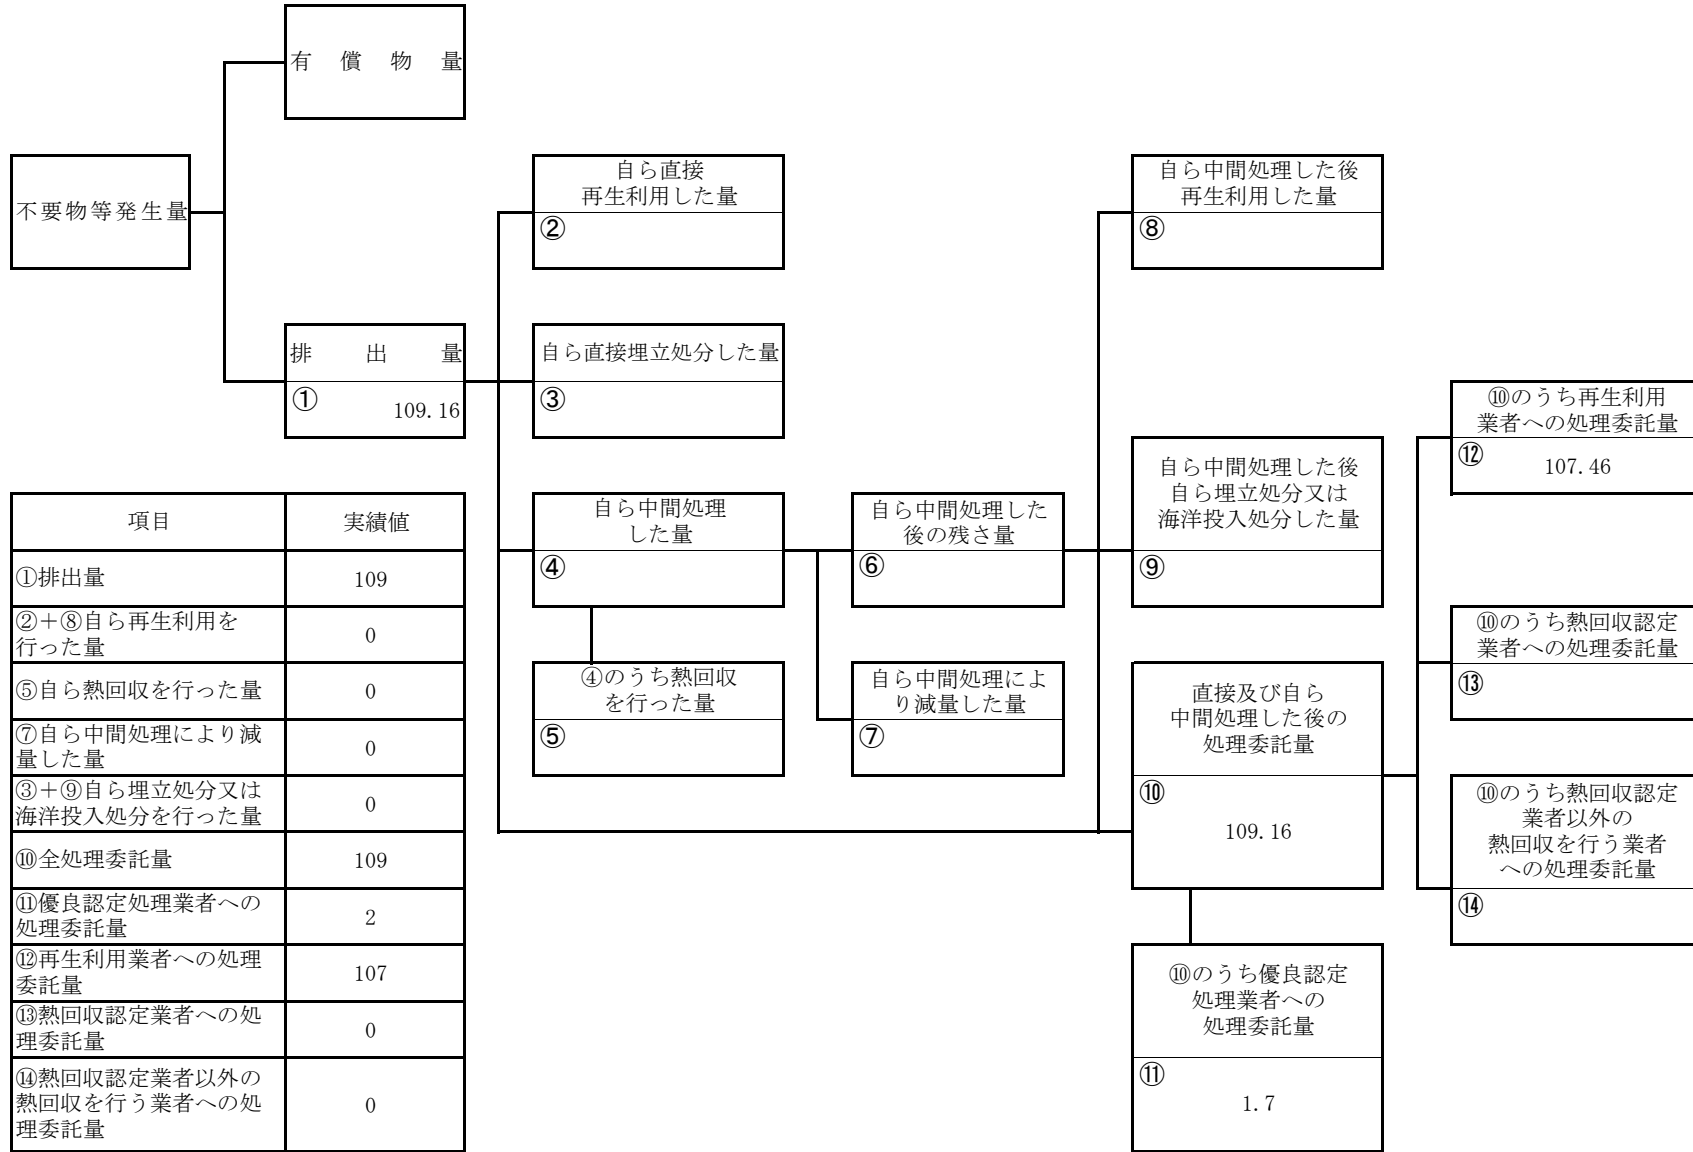 有償物量
不要物等発生量
排出量
①
109.16
自ら直接
再生利用した量
②
自ら直接埋立処分した量
③
自ら中間処理
した量
④
④のうち熱回収
を行った量
⑤
自ら中間処理した
後の残さ量
⑥
自ら中間処理によ
り減量した量
⑦
自ら中間処理した後
再生利用した量
⑧
自ら中間処理した後
自ら埋立処分又は
海洋投入処分した量
⑨
直接及び自ら
中間処理した後の
処理委託量
⑩
109.16
⑩のうち優良認定
処理業者への
処理委託量
⑪
1.7
⑩のうち再生利用
業者への処理委託量
⑫
107.46
⑩のうち熱回収認定
業者への処理委託量
⑬
⑩のうち熱回収認定
業者以外の
熱回収を行う業者
への処理委託量
⑭
項目 実績値
①排出量 109
②＋⑧自ら再生利用を
行った量 0
⑤自ら熱回収を行った量 0
⑦自ら中間処理により減
量した量 0
③＋⑨自ら埋立処分又は
海洋投入処分を行った量 0
⑩全処理委託量 109
⑪優良認定処理業者への
処理委託量 2
⑫再生利用業者への処理
委託量 107
⑬熱回収認定業者への処
理委託量 0
⑭熱回収認定業者以外の
熱回収を行う業者への処
理委託量 0